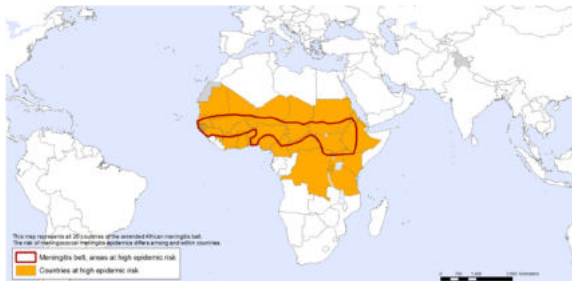 This map represents all 26 countries of the extended African meningitis belt.
The risk of meningococcal meningitis epidemics differs among and within countries.
Meningitis belt, areas at high epidemic risk
Countries at high epidemic risk